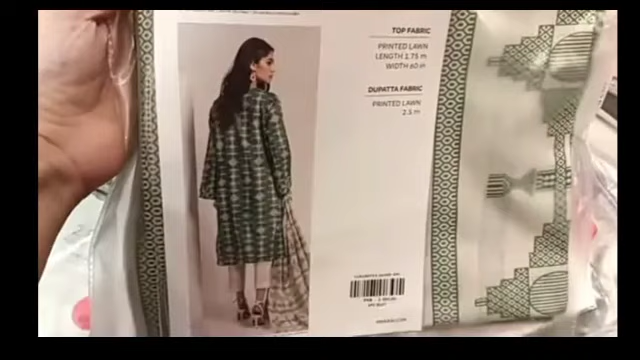 TOP FABRIC
PRINTED LAWN
LENGTH 1.75 m
WIDTH 60 in
DUPATTA FABRIC
PRINTED LAWN
2.5 m